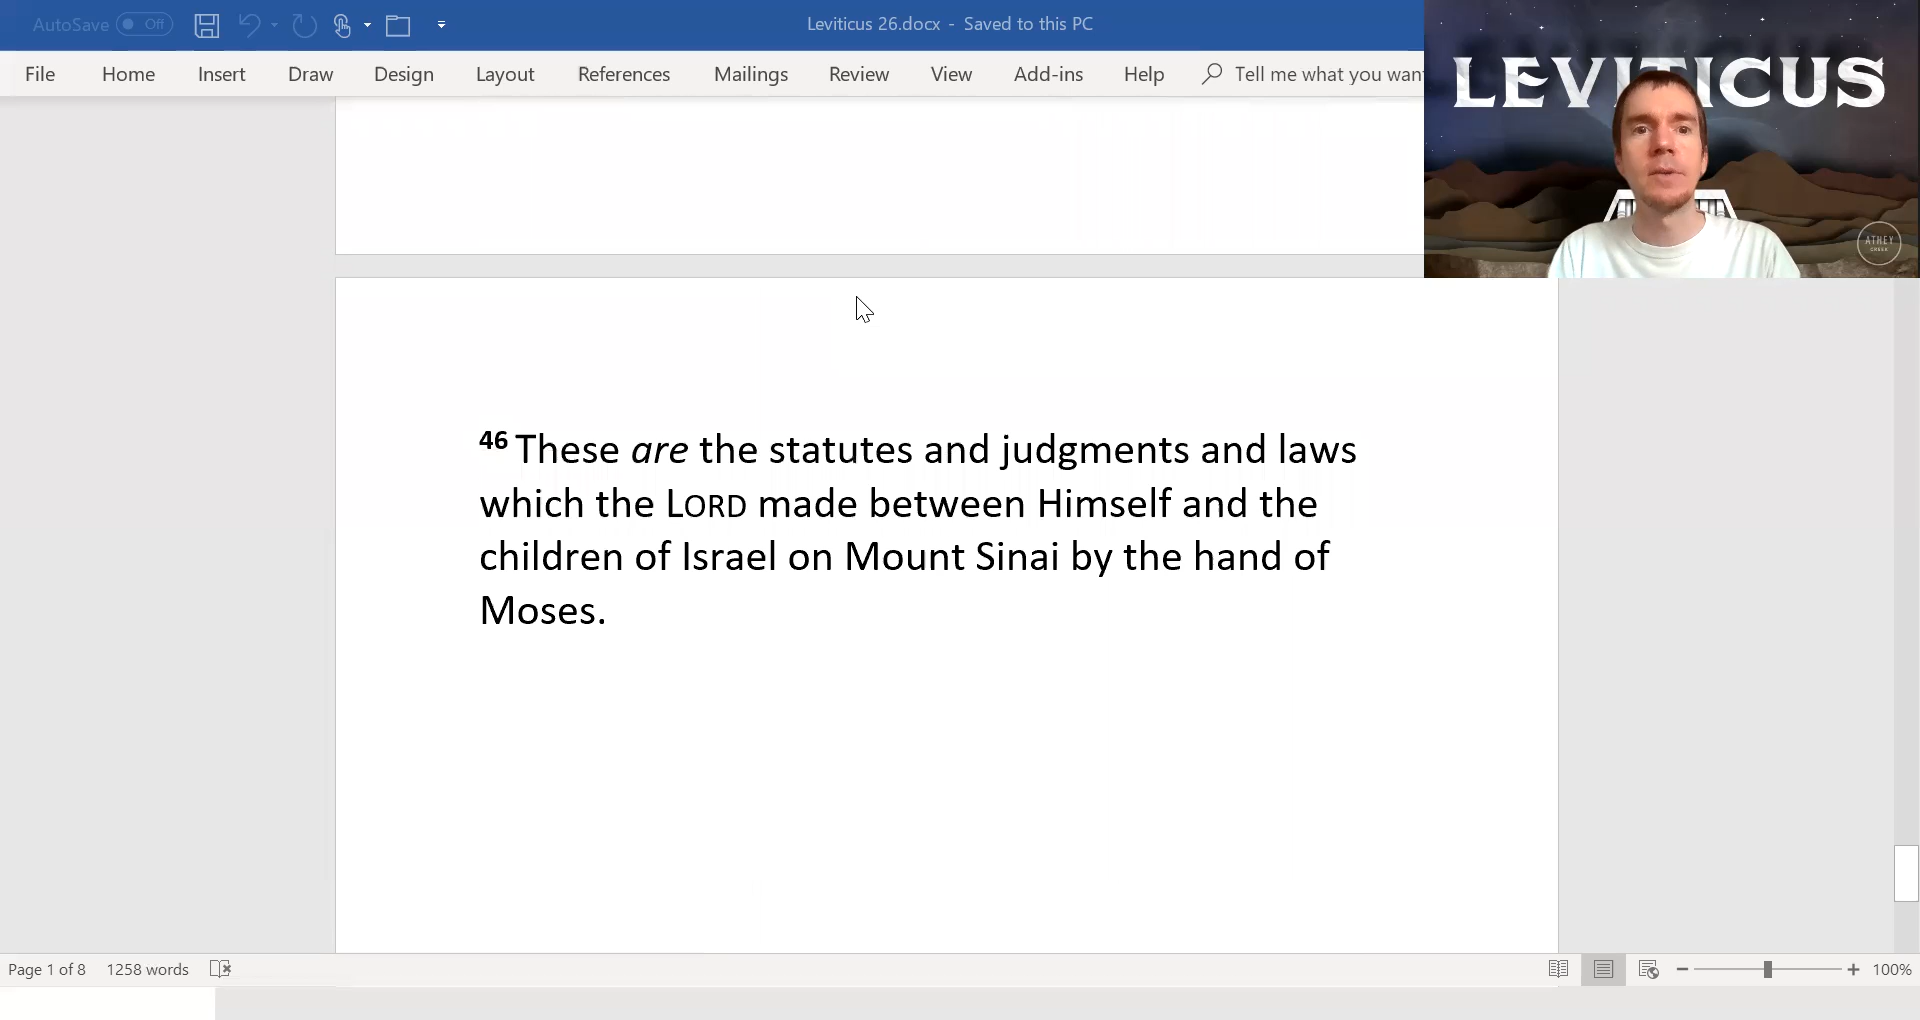 AutoSave Off
Leviticus 26.docx - Saved to this PC
File Home Insert Draw Design Layout References Mailings Review View Add-ins Help Tell me what you wan
LEVITICUS
ATHEY
CREEK
46 These are the statutes and judgments and laws
which the LORD made between Himself and the
children of Israel on Mount Sinai by the hand of
Moses.
Page 1 of 8 1258 words
100%